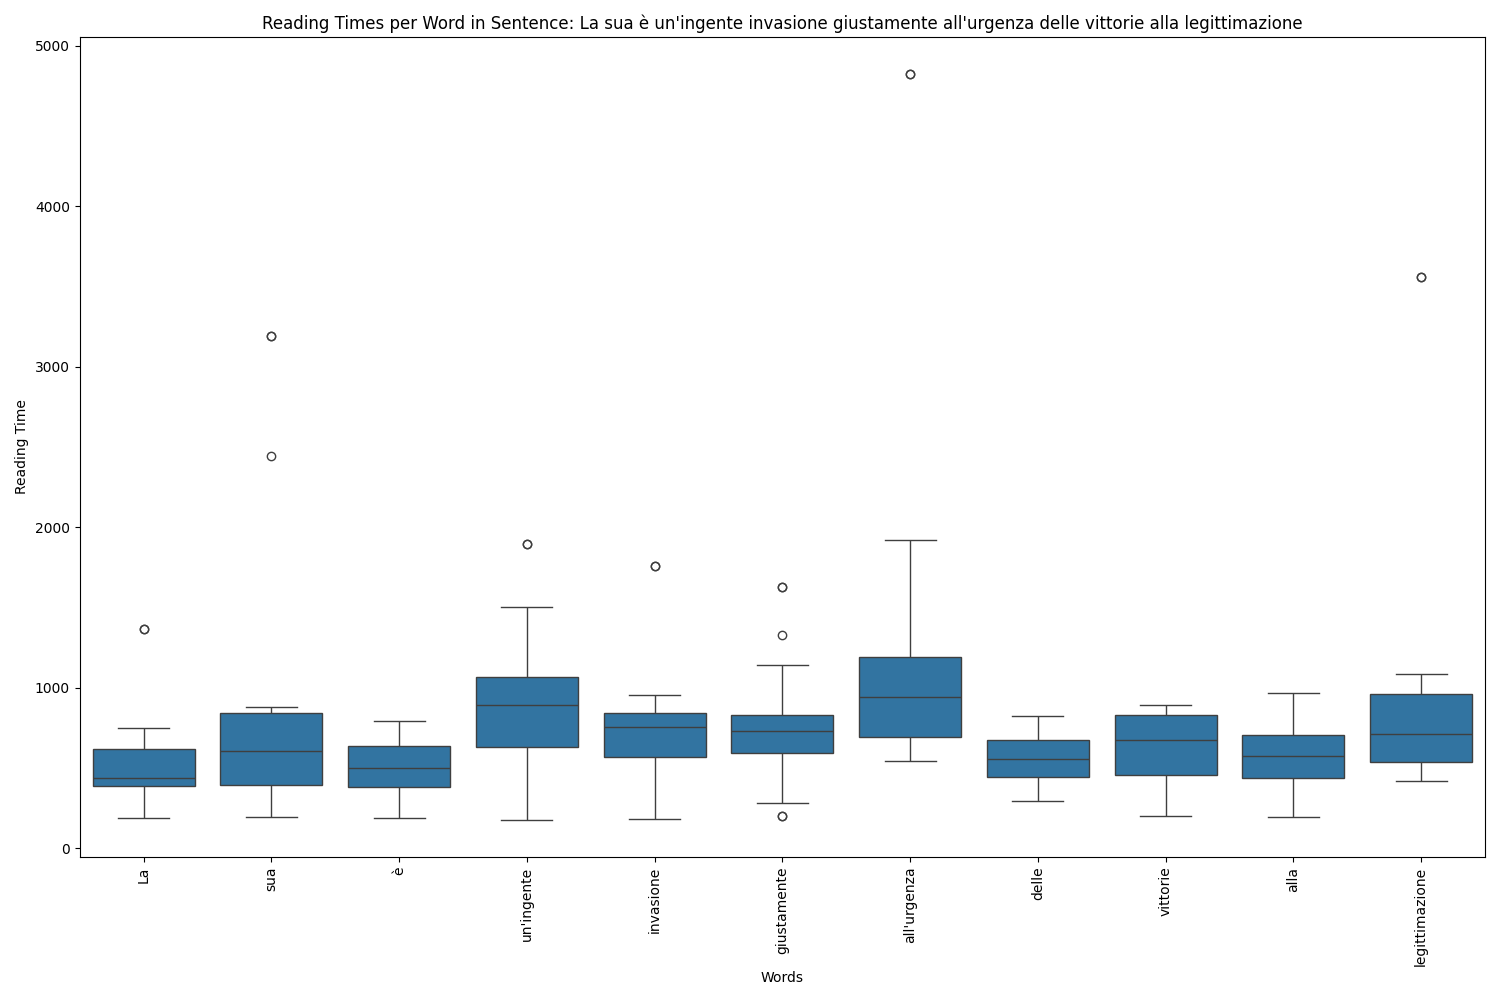 Reading Times per Word in Sentence: La sua è un'ingente invasione giustamente all'urgenza delle vittorie alla legittimazione
5000
4000
3000
2000
1000
0
Reading Time
La
sua
è
un'ingente
invasione
giustamente
all'urgenza
delle
vittorie
alla
legittimazione
Words